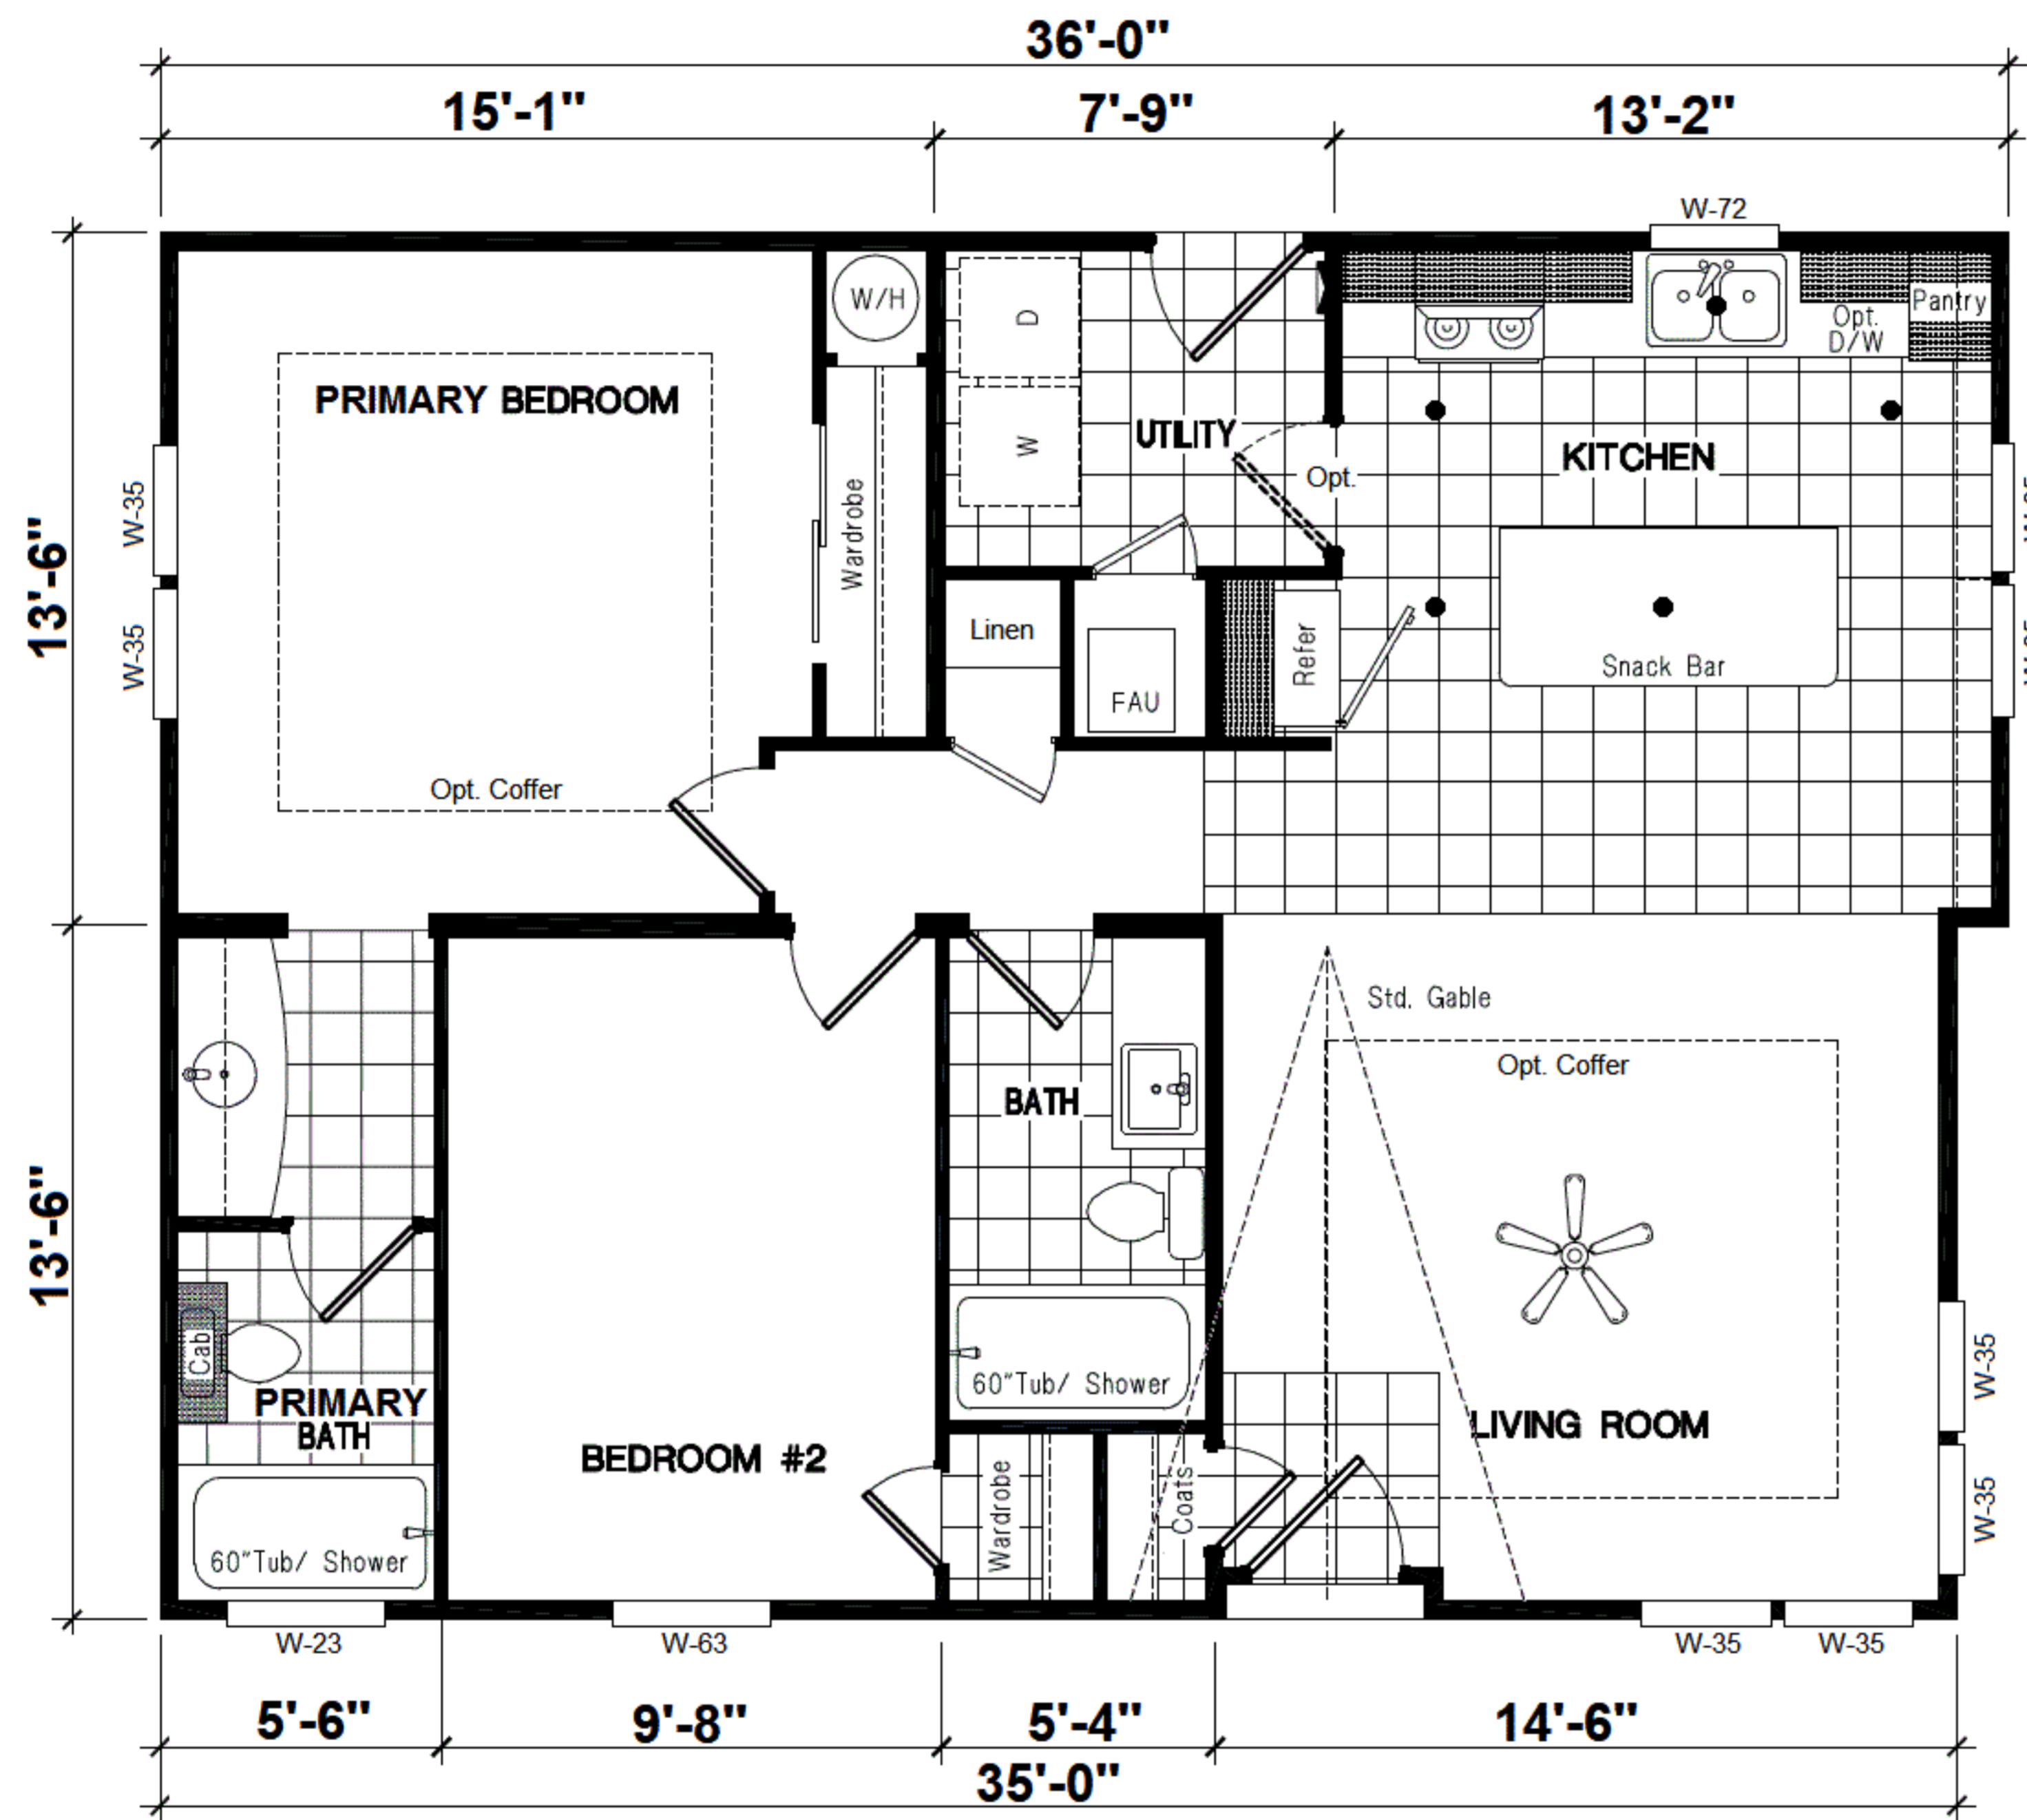 36'-0"
15'-1"
7'-9"
13'-2"
W-72
W/H
D
Pantry
Opt.
D/W
PRIMARY BEDROOM
UTILITY
W
KITCHEN
Opt.
W-35
Wardrobe
13'-6"
Linen
Refer
W-35
Snack Bar
FAU
Opt. Coffer
Std. Gable
Opt. Coffer
BATH
13'-6"
Cab
60"Tub/ Shower
W-35
PRIMARY
BATH
LIVING ROOM
BEDROOM #2
Wardrobe
Coats
W-35
60"Tub/ Shower
W-23
W-63
W-35
W-35
5'-6"
9'-8"
5'-4"
14'-6"
35'-0"